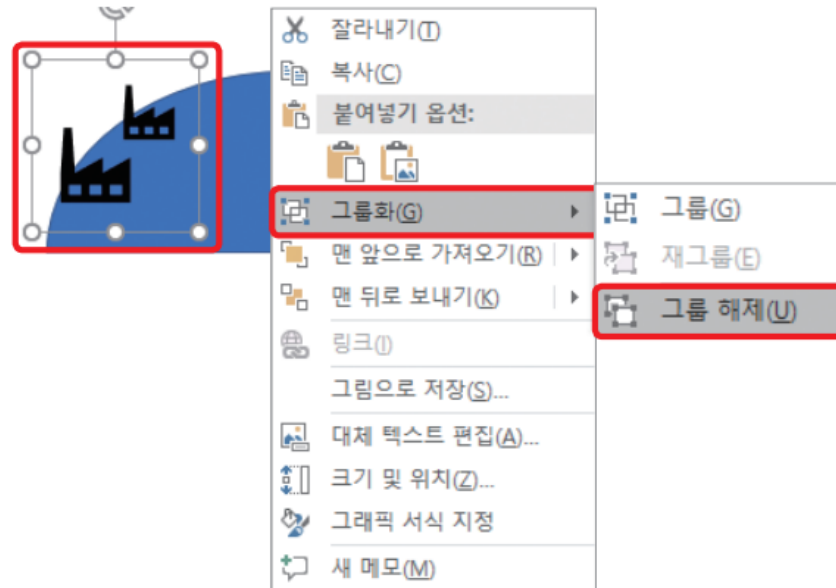 잘라내기(T)
복사(C)
붙여넣기 옵션:
그룹화(G)
맨 앞으로 가져오기(R)
맨 뒤로 보내기(K)
링크(I)
그림으로 저장(S)...
대체 텍스트 편집(A)...
크기 및 위치(Z)...
그래픽 서식 지정
새 메모(M)
그룹(G)
재그룹(E)
그룹 해제(U)